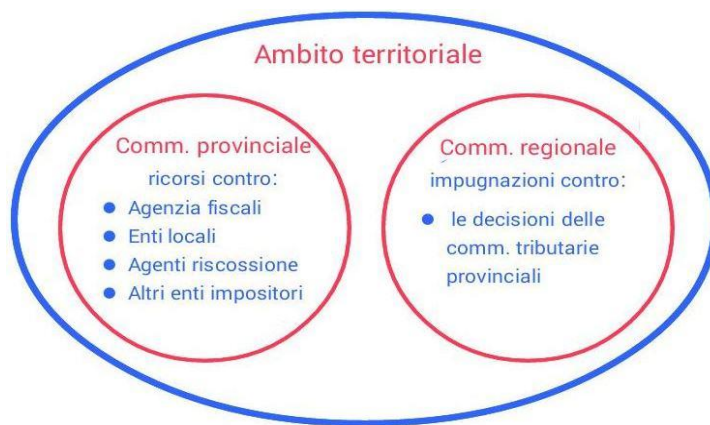 Ambito territoriale
Comm. provinciale
ricorsi contro:
● Agenzia fiscali
● Enti locali
● Agenti riscossione
● Altri enti impositori
Comm. regionale
impugnazioni contro:
● le decisioni delle
comm. tributarie
provinciali